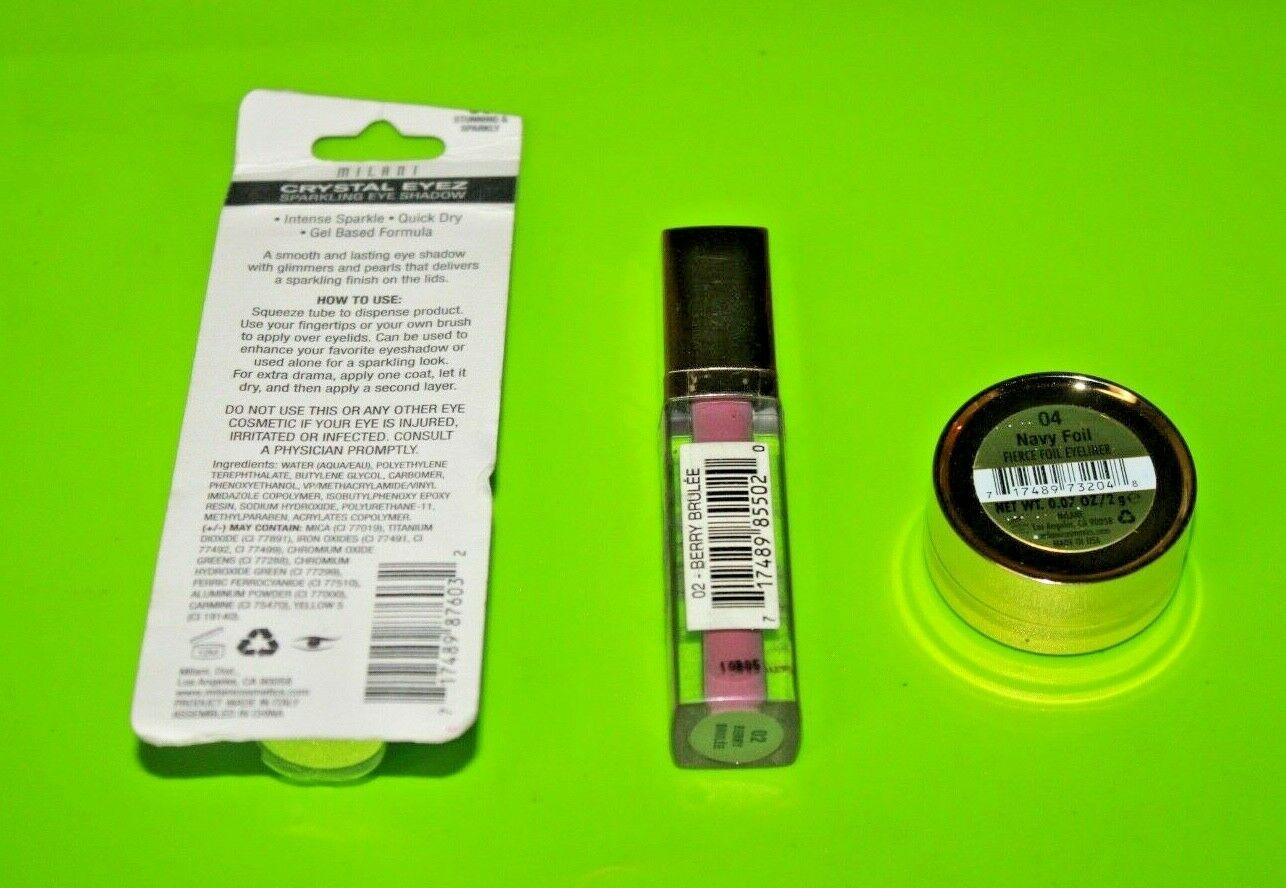 STUNNING &
SPARKLY
MILANI
CRYSTAL EYEZ
SPARKLING EYE SHADOW
• Intense Sparkle • Quick Dry
• Gel Based Formula
A smooth and lasting eye shadow
with glimmers and pearls that delivers
a sparkling finish on the lids.
HOW TO USE:
Squeeze tube to dispense product.
Use your fingertips or your own brush
to apply over eyelids. Can be used to
enhance your favorite eyeshadow or
used alone for a sparkling look.
For extra drama, apply one coat, let it
dry, and then apply a second layer.
DO NOT USE THIS OR ANY OTHER EYE
COSMETIC IF YOUR EYE IS INJURED,
IRRITATED OR INFECTED. CONSULT
A PHYSICIAN PROMPTLY.
Ingredients: WATER (AQUA/EAU), POLYETHYLENE
TEREPHTHALATE, BUTYLENE GLYCOL, CARBOMER,
PHENOXYETHANOL, VP/METHACRYLAMIDE/VINYL
IMIDAZOLE COPOLYMER, ISOBUTYLPHENOXY EPOXY
RESIN, SODIUM HYDROXIDE, POLYURETHANE-11,
METHYLPARABEN, ACRYLATES COPOLYMER.
(+/-) MAY CONTAIN: MICA (CI 77019), TITANIUM
DIOXIDE (CI 77891), IRON OXIDES (CI 77491, CI
77492, CI 77499), CHROMIUM OXIDE
GREENS (CI 77288), CHROMIUM
HYDROXIDE GREEN (CI 77289),
FERRIC FERROCYANIDE (CI 77510),
ALUMINUM POWDER (CI 77000),
CARMINE (CI 75470), YELLOW 5
(CI 19140).
Milani, Dist.
Los Angeles, CA 90058
www.milanicosmetics.com
PRODUCT MADE IN ITALY
ASSEMBLED IN CHINA
7 17489 87603 2
02 - BERRY BRULÉE
7 17489 85502 0
02
BERRY
BRULÉE
04
Navy Foil
FIERCE FOIL EYELINER
7 17489 73204 8
NET WT. 0.07 OZ/2 g
MILANI
Los Angeles, CA 90058
milanicosmetics.com
MADE IN USA